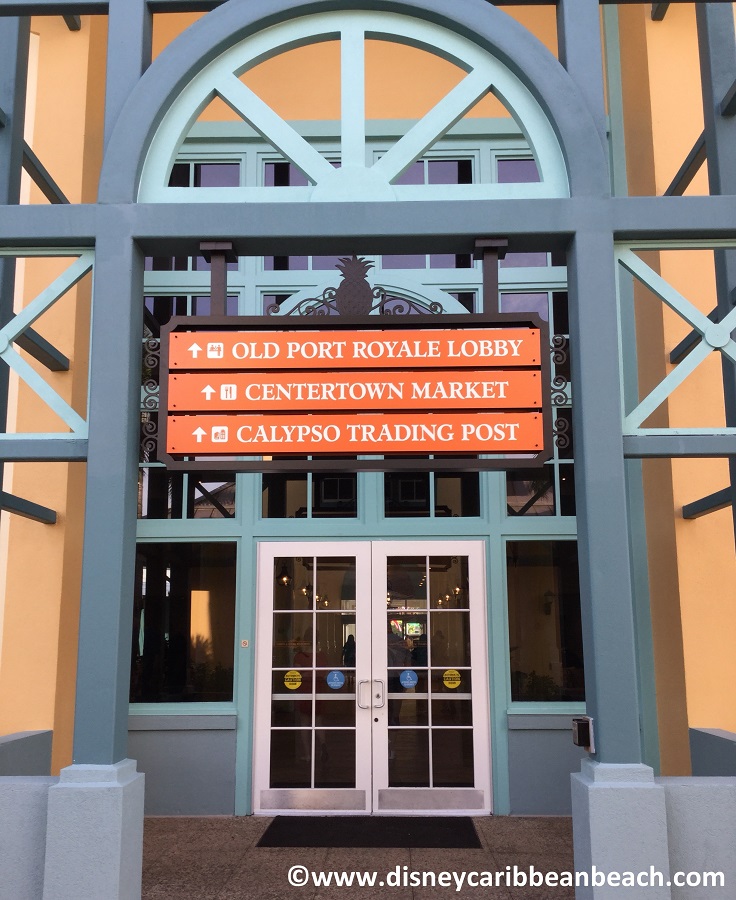 OLD PORT ROYALE LOBBY
CENTERTOWN MARKET
CALYPSO TRADING POST
©www.disneycaribbeanbeach.com